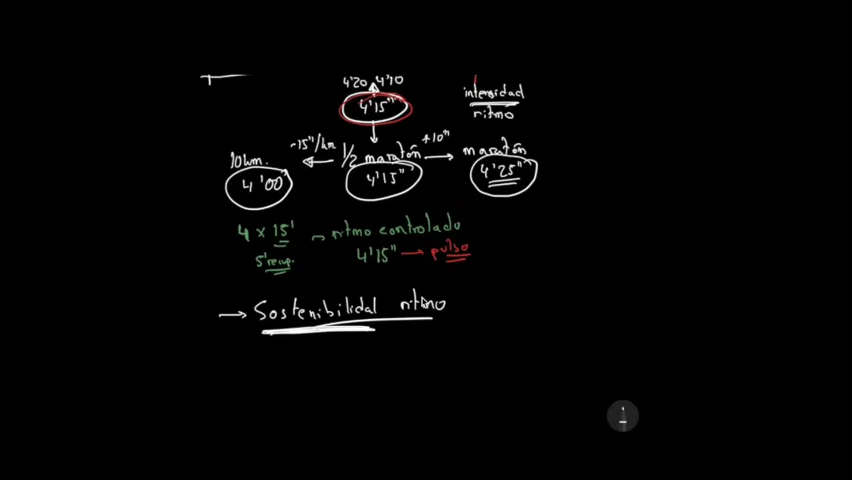 4'20 4'10
4'15"
intensidad
ritmo
-15"/km +10"
10km. 1/2 maratón maratón
4'00" 4'15" 4'25"
4 x 15' → ritmo controlado
5' recup. 4'15" → pulso
→ Sostenibilidad ritmo